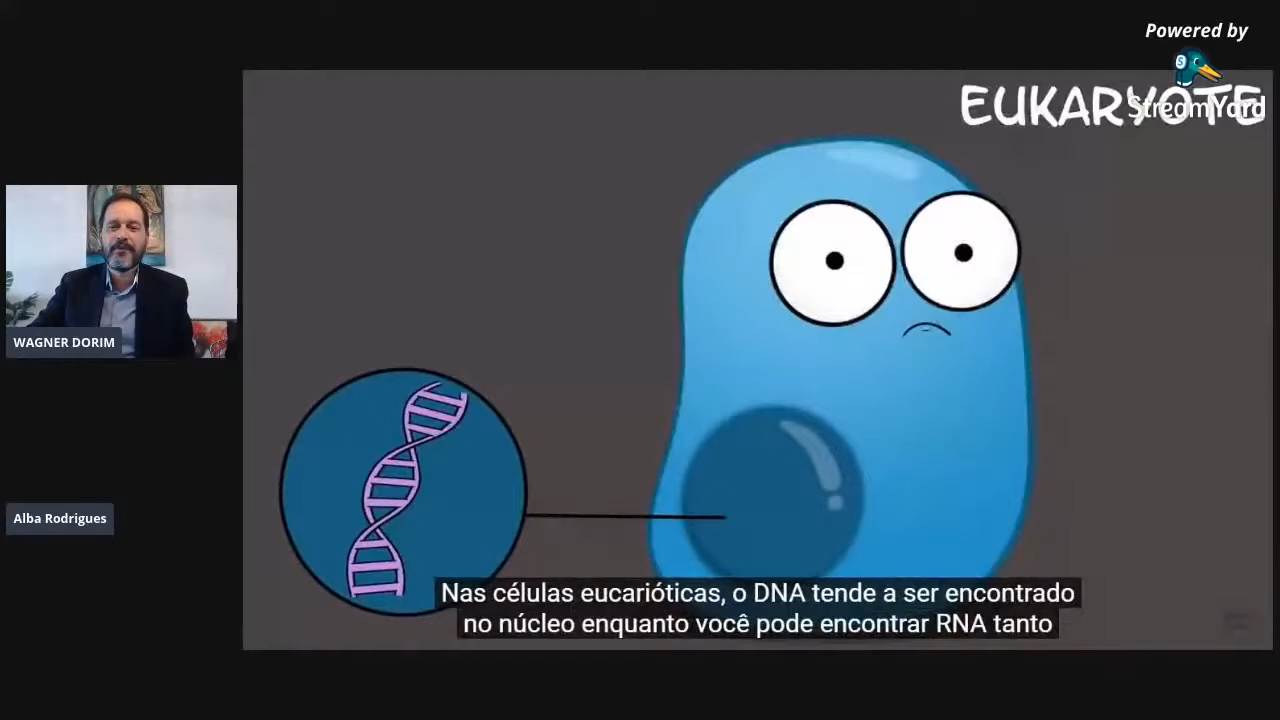 Powered by
StreamYard
EUKARYOTE
WAGNER DORIM
Alba Rodrigues
Nas células eucarióticas, o DNA tende a ser encontrado
no núcleo enquanto você pode encontrar RNA tanto